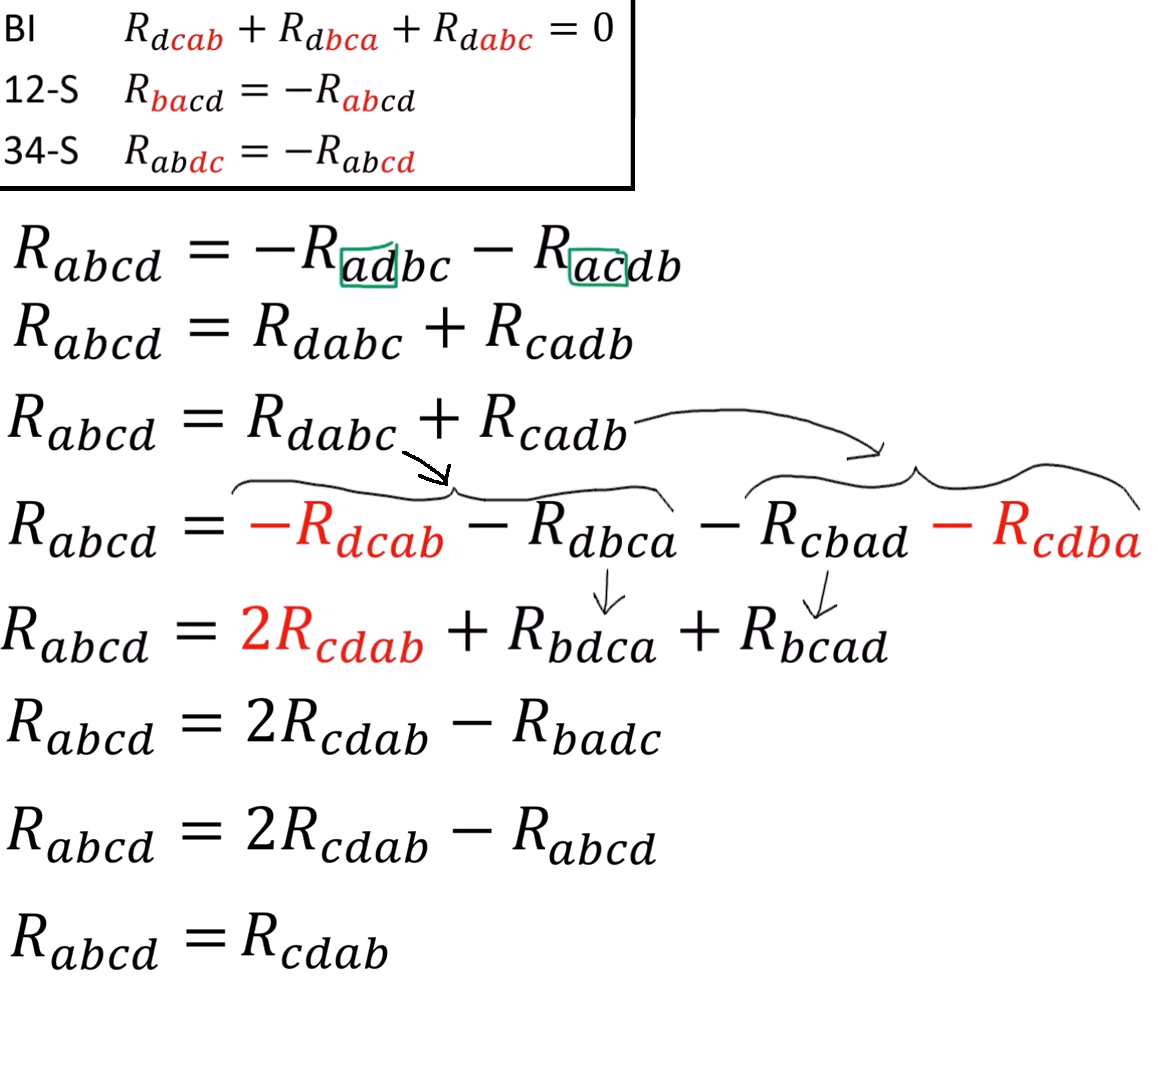 BI R_{dcab} + R_{dbca} + R_{dabc} = 0
12-S R_{bacd} = −R_{abcd}
34-S R_{abdc} = −R_{abcd}
R_{abcd} = −R_{adbc} − R_{acdb}
R_{abcd} = R_{dabc} + R_{cadb}
R_{abcd} = R_{dabc} + R_{cadb}
R_{abcd} = −R_{dcab} − R_{dbca} − R_{cbad} − R_{cdba}
R_{abcd} = 2R_{cdab} + R_{bdca} + R_{bcad}
R_{abcd} = 2R_{cdab} − R_{badc}
R_{abcd} = 2R_{cdab} − R_{abcd}
R_{abcd} = R_{cdab}